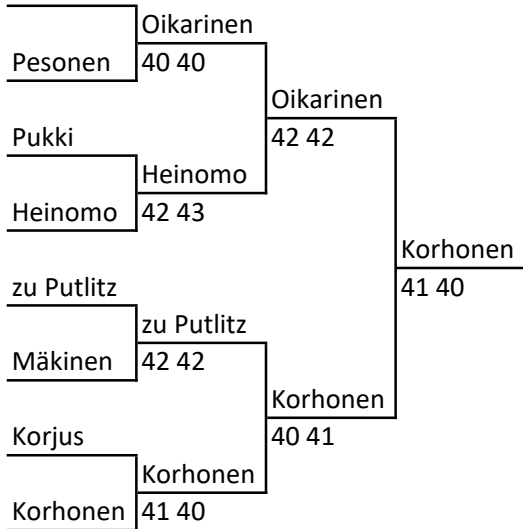 Oikarinen
Pesonen
40 40
Oikarinen
Pukki
42 42
Heinomo
Heinomo
42 43
Korhonen
zu Putlitz
41 40
zu Putlitz
Mäkinen
42 42
Korhonen
Korjus
40 41
Korhonen
Korhonen
41 40